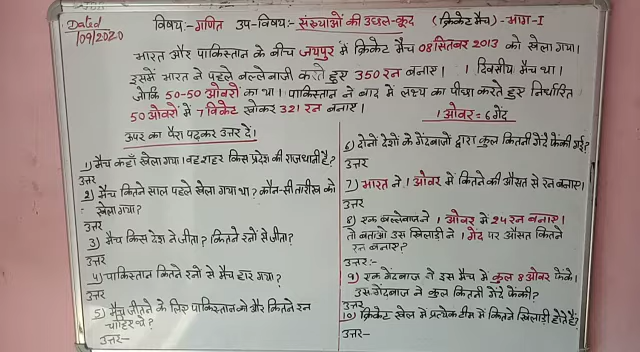 Dated
/09/2020
विषय:- गणित उप-विषय:- संख्याओं की उछल-कूद (क्रिकेट मैच) - भाग-I
भारत और पाकिस्तान के बीच जयपुर में क्रिकेट मैच 08 सितंबर 2013 को खेला गया।
इसमें भारत ने पहले बल्लेबाजी करते हुए 350 रन बनाए। 1 दिवसीय मैच था।
जोकि 50-50 ओवरों का था। पाकिस्तान ने बाद में लक्ष्य का पीछा करते हुए निर्धारित
50 ओवरों में 7 विकेट खोकर 321 रन बनाए। 1 ओवर = 6 गेंद
ऊपर का पैरा पढ़कर उत्तर दें।
1) मैच कहाँ खेला गया। वह शहर किस प्रदेश की राजधानी है?
उत्तर
2) मैच कितने साल पहले खेला गया था? कौन-सी तारीख को
खेला गया?
उत्तर
3) मैच किस देश ने जीता? कितने रनों से जीता?
उत्तर
4) पाकिस्तान कितने रनों से मैच हार गया?
उत्तर
5) मैच जीतने के लिए पाकिस्तान को और कितने रन
चाहिए थे?
उत्तर-
6) दोनों देशों के गेंदबाजों द्वारा कुल कितनी गेंदें फेंकी गई?
उत्तर
7) भारत ने 1 ओवर में कितने की औसत से रन बनाए।
उत्तर
8) एक बल्लेबाज ने 1 ओवर में 24 रन बनाए।
तो बताओ उस खिलाड़ी ने 1 गेंद पर औसत कितने
रन बनाए?
उत्तर:-
9) एक गेंदबाज ने इस मैच में कुल 8 ओवर फेंके।
उस गेंदबाज ने कुल कितनी गेंदें फेंकी?
उत्तर
10) क्रिकेट खेल में प्रत्येक टीम में कितने खिलाड़ी होते हैं?
उत्तर-